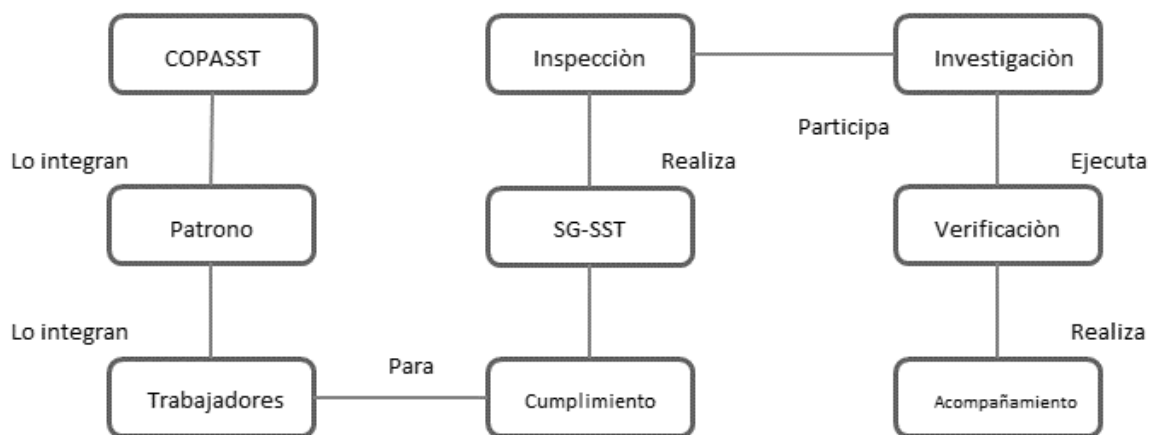 COPASST
Inspecciòn
Investigaciòn
Participa
Lo integran
Realiza
Ejecuta
Patrono
SG-SST
Verificaciòn
Lo integran
Realiza
Para
Trabajadores
Cumplimiento
Acompañamiento